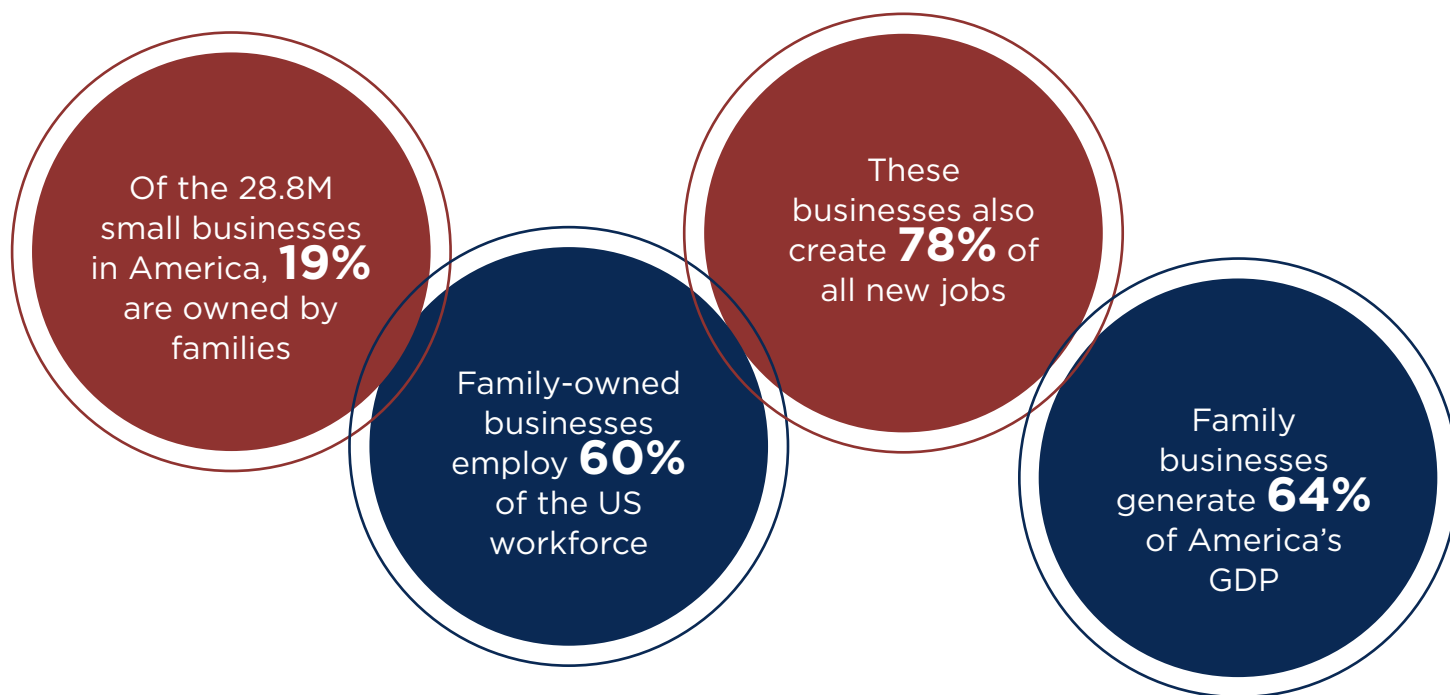 Of the 28.8M
small businesses
in America, 19%
are owned by
families
Family-owned
businesses
employ 60%
of the US
workforce
These
businesses also
create 78% of
all new jobs
Family
businesses
generate 64%
of America’s
GDP